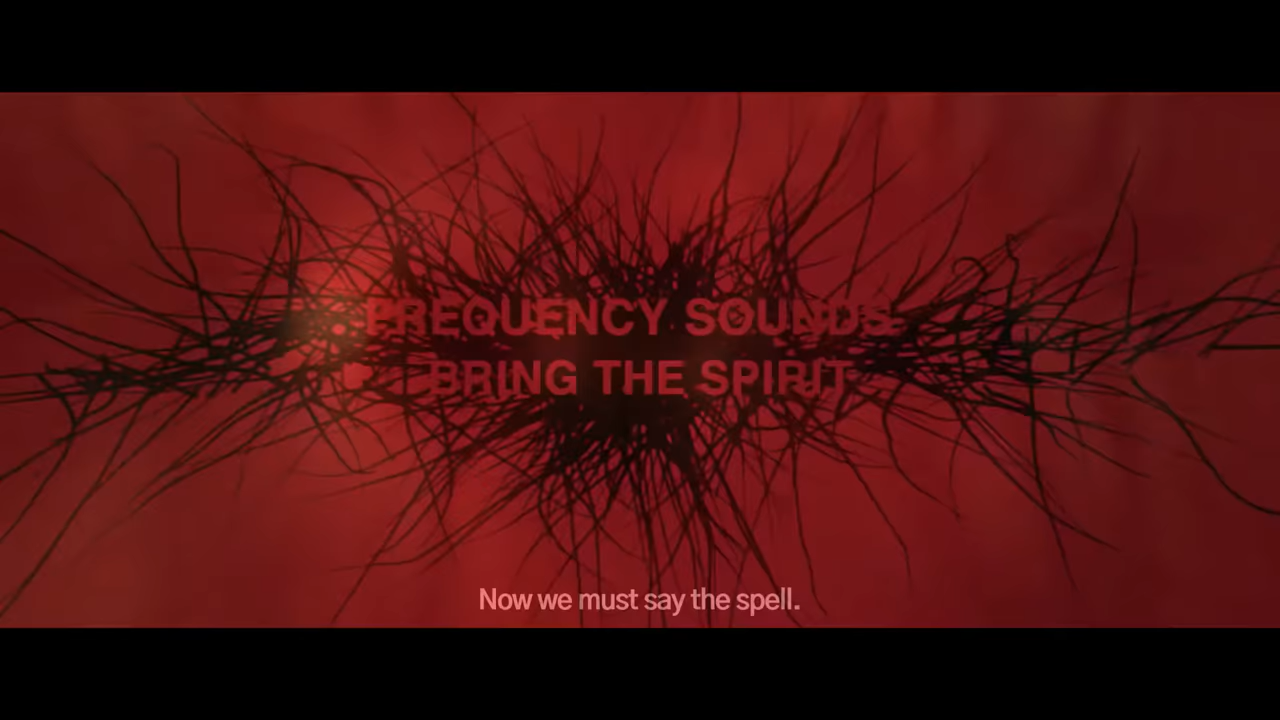 FREQUENCY SOUNDS
BRING THE SPIRIT
Now we must say the spell.